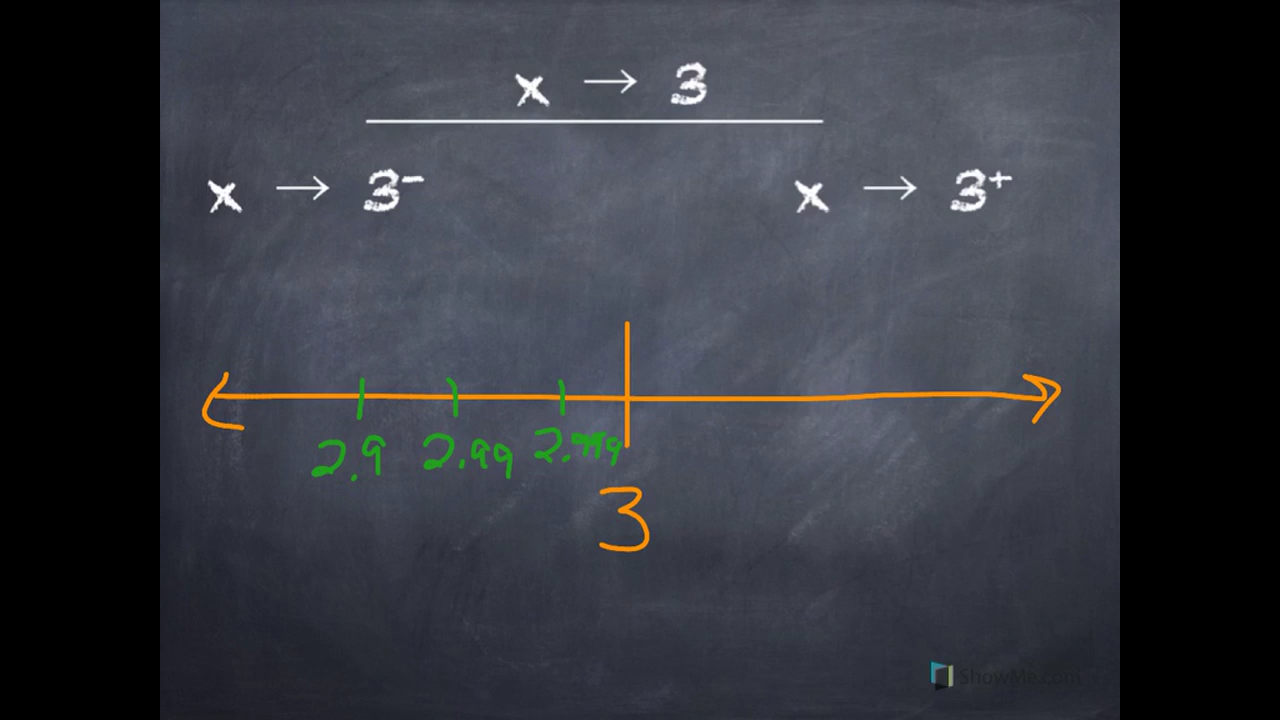 x → 3
x → 3⁻ x → 3⁺
2.9 2.99 2.999
3
ShowMe.com